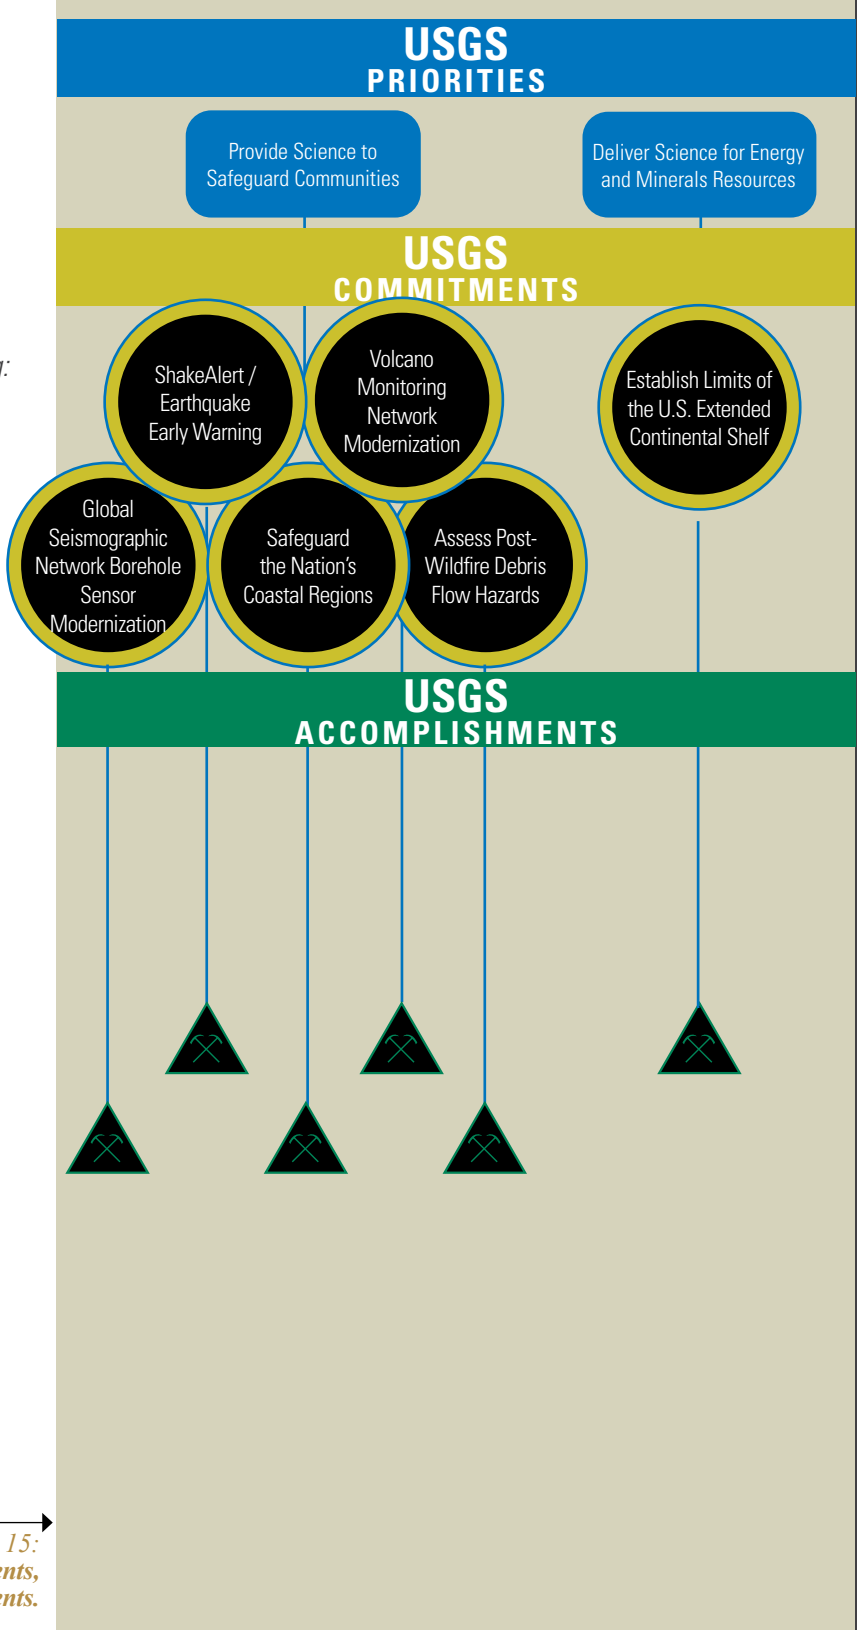 USGS
PRIORITIES
Provide Science to
Safeguard Communities
Deliver Science for Energy
and Minerals Resources
USGS
COMMITMENTS
ShakeAlert /
Earthquake
Early Warning
Volcano
Monitoring
Network
Modernization
Establish Limits of
the U.S. Extended
Continental Shelf
Global
Seismographic
Network Borehole
Sensor
Modernization
Safeguard
the Nation's
Coastal Regions
Assess Post-
Wildfire Debris
Flow Hazards
USGS
ACCOMPLISHMENTS
15: